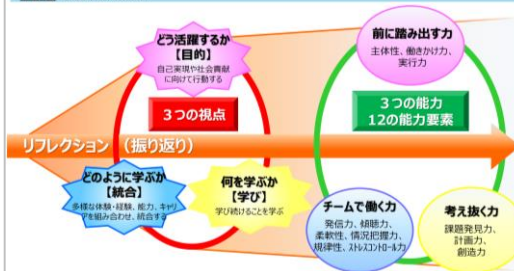 どう活躍するか
【目的】
自己実現や社会貢献
に向けて行動する
3つの視点
リフレクション (振り返り)
どのように学ぶか
【統合】
多様な体験・経験、能力、キャリ
アを組み合わせ、統合する
何を学ぶか
【学び】
学び続けることを学ぶ
前に踏み出す力
主体性、働きかけ力、
実行力
3つの能力
12の能力要素
チームで働く力
発信力、傾聴力、
柔軟性、情況把握力、
規律性、ストレスコントロール力
考え抜く力
課題発見力、
計画力、
創造力